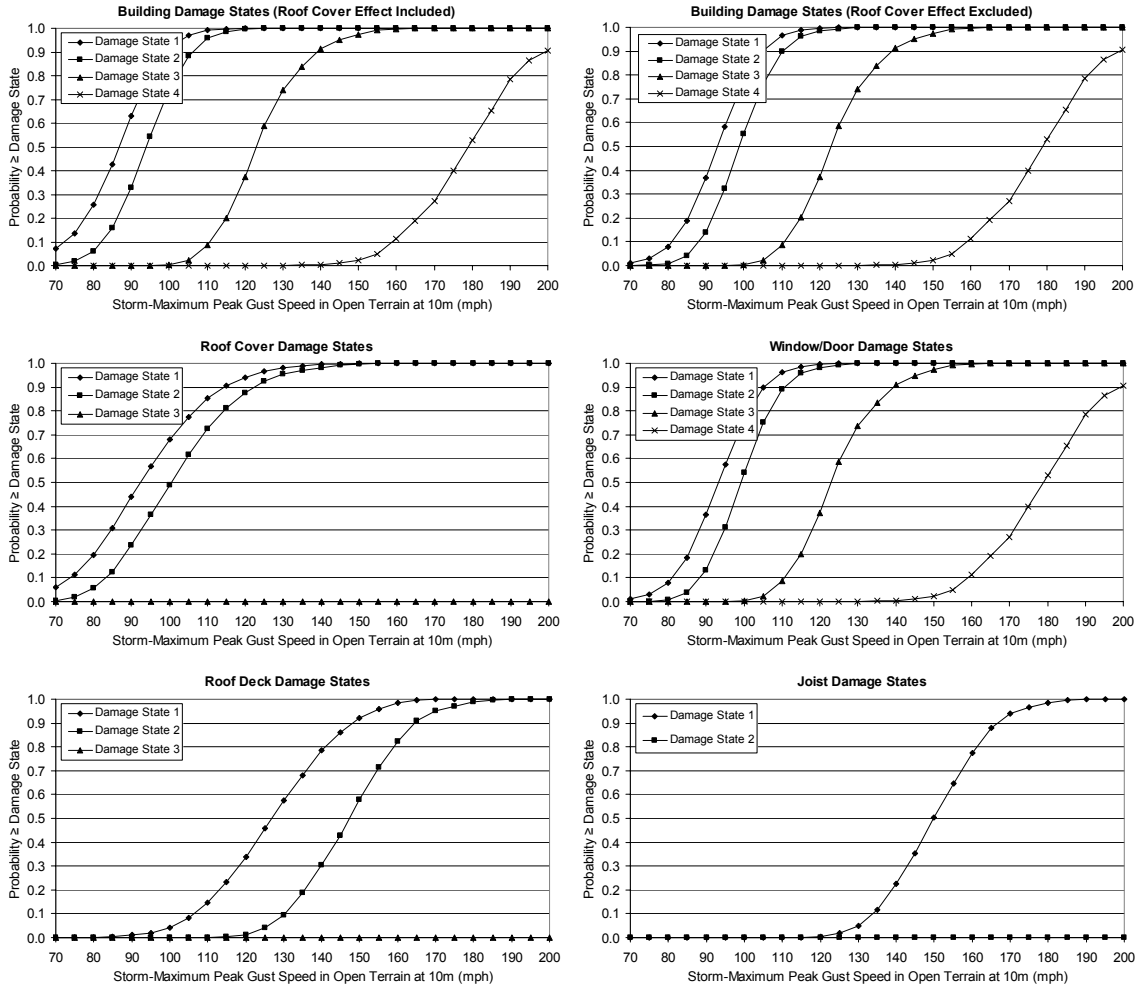 Building Damage States (Roof Cover Effect Included)
Probability ≥ Damage State
1.0
0.9
0.8
0.7
0.6
0.5
0.4
0.3
0.2
0.1
0.0
Damage State 1
Damage State 2
Damage State 3
Damage State 4
70 80 90 100 110 120 130 140 150 160 170 180 190 200
Storm-Maximum Peak Gust Speed in Open Terrain at 10m (mph)
Building Damage States (Roof Cover Effect Excluded)
Probability ≥ Damage State
1.0
0.9
0.8
0.7
0.6
0.5
0.4
0.3
0.2
0.1
0.0
Damage State 1
Damage State 2
Damage State 3
Damage State 4
70 80 90 100 110 120 130 140 150 160 170 180 190 200
Storm-Maximum Peak Gust Speed in Open Terrain at 10m (mph)
Roof Cover Damage States
Probability ≥ Damage State
1.0
0.9
0.8
0.7
0.6
0.5
0.4
0.3
0.2
0.1
0.0
Damage State 1
Damage State 2
Damage State 3
70 80 90 100 110 120 130 140 150 160 170 180 190 200
Storm-Maximum Peak Gust Speed in Open Terrain at 10m (mph)
Window/Door Damage States
Probability ≥ Damage State
1.0
0.9
0.8
0.7
0.6
0.5
0.4
0.3
0.2
0.1
0.0
Damage State 1
Damage State 2
Damage State 3
Damage State 4
70 80 90 100 110 120 130 140 150 160 170 180 190 200
Storm-Maximum Peak Gust Speed in Open Terrain at 10m (mph)
Roof Deck Damage States
Probability ≥ Damage State
1.0
0.9
0.8
0.7
0.6
0.5
0.4
0.3
0.2
0.1
0.0
Damage State 1
Damage State 2
Damage State 3
70 80 90 100 110 120 130 140 150 160 170 180 190 200
Storm-Maximum Peak Gust Speed in Open Terrain at 10m (mph)
Joist Damage States
Probability ≥ Damage State
1.0
0.9
0.8
0.7
0.6
0.5
0.4
0.3
0.2
0.1
0.0
Damage State 1
Damage State 2
70 80 90 100 110 120 130 140 150 160 170 180 190 200
Storm-Maximum Peak Gust Speed in Open Terrain at 10m (mph)